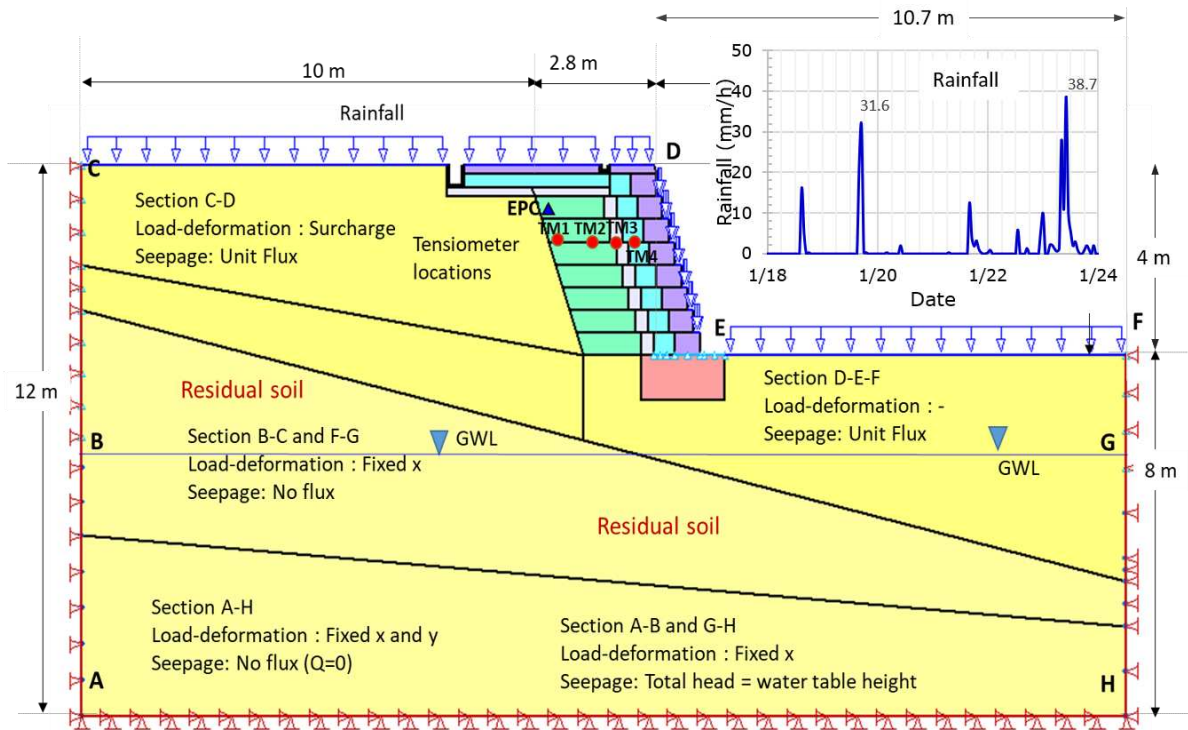 10.7 m
10 m
2.8 m
Rainfall
50
40
30
20
10
0
Rainfall (mm/h)
Rainfall
31.6
38.7
1/18
1/20
1/22
1/24
Date
C
D
Section C-D
Load-deformation : Surcharge
Seepage: Unit Flux
EPC
TM1
TM2
TM3
TM4
Tensiometer
locations
4 m
E
F
12 m
Residual soil
Section D-E-F
Load-deformation : -
Seepage: Unit Flux
B
GWL
Section B-C and F-G
Load-deformation : Fixed x
Seepage: No flux
GWL
G
8 m
Residual soil
Section A-H
Load-deformation : Fixed x and y
Seepage: No flux (Q=0)
Section A-B and G-H
Load-deformation : Fixed x
Seepage: Total head = water table height
A
H